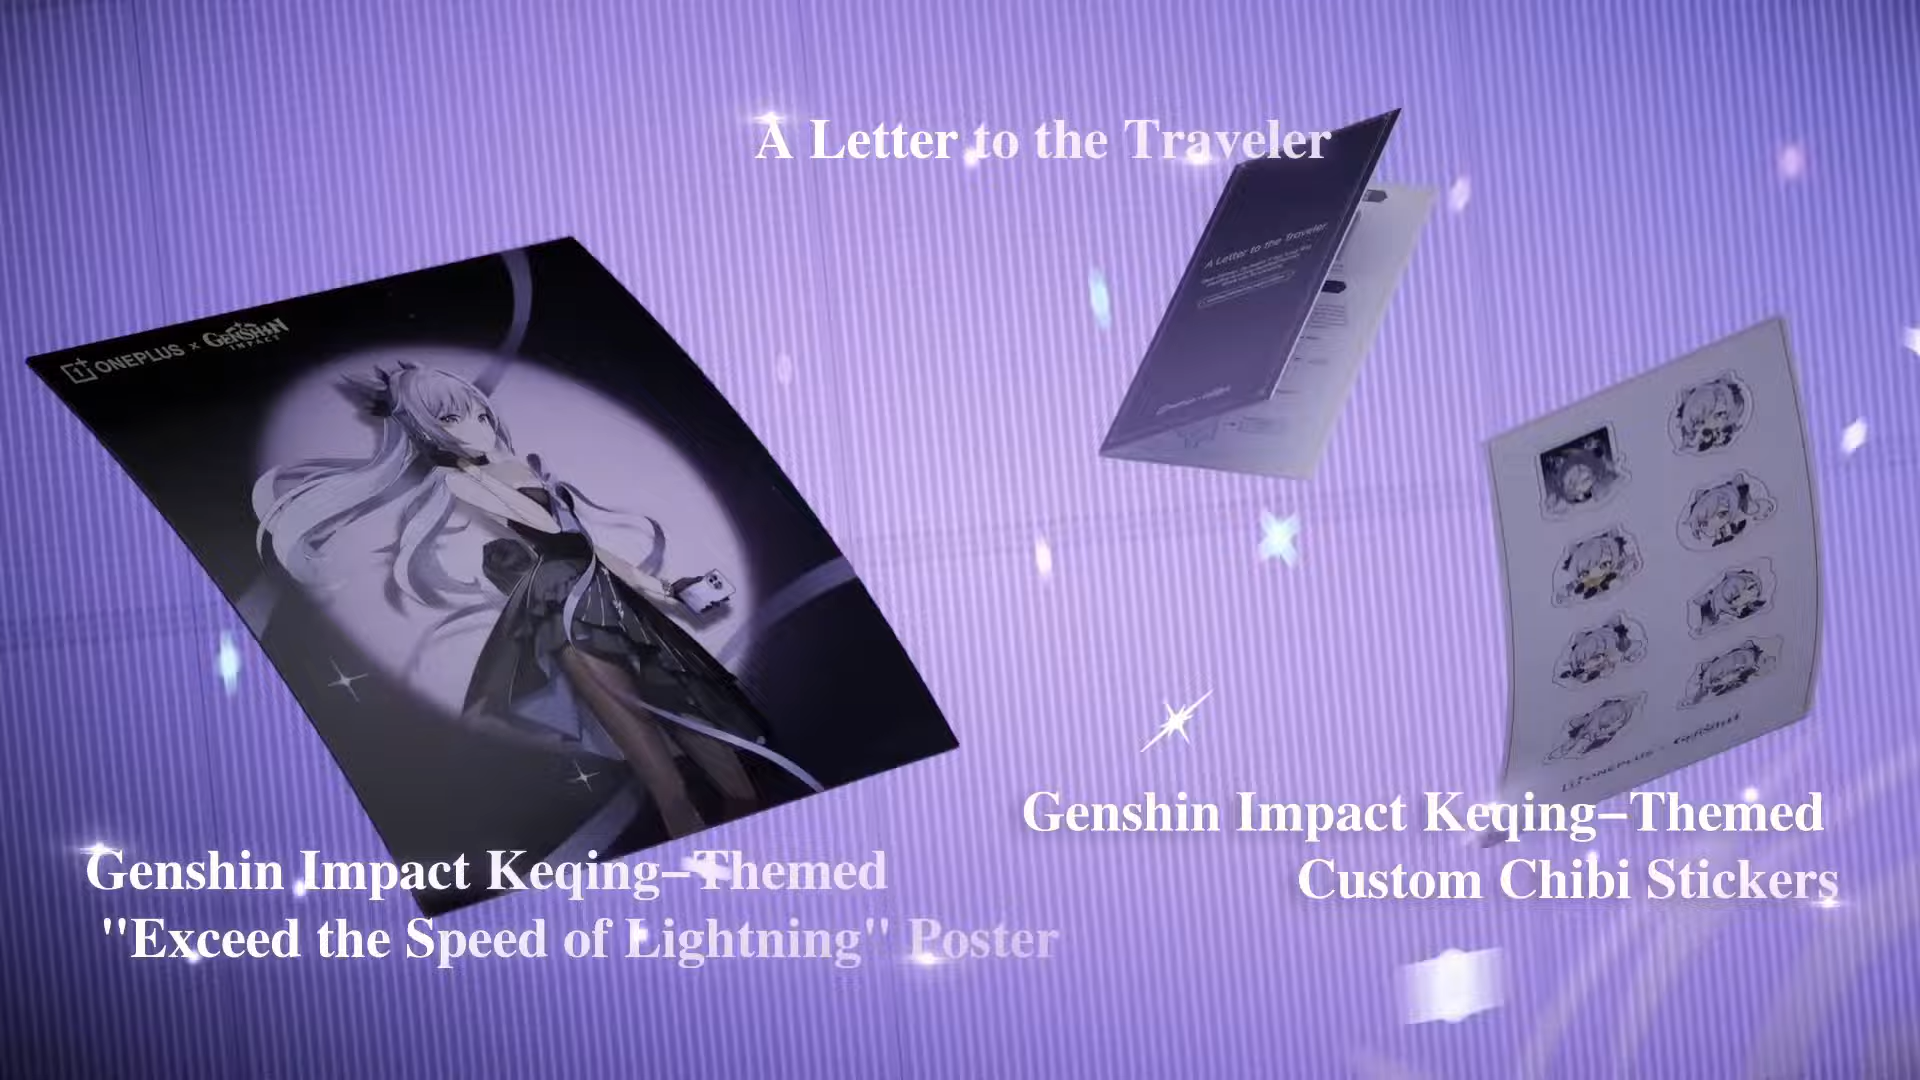 A Letter to the Traveler
A Letter to the Traveler
1+ ONEPLUS × GENSHIN
IMPACT
ONEPLUS × GENSHIN
Genshin Impact Keqing–Themed
Custom Chibi Stickers
Genshin Impact Keqing–Themed
"Exceed the Speed of Lightning" Poster